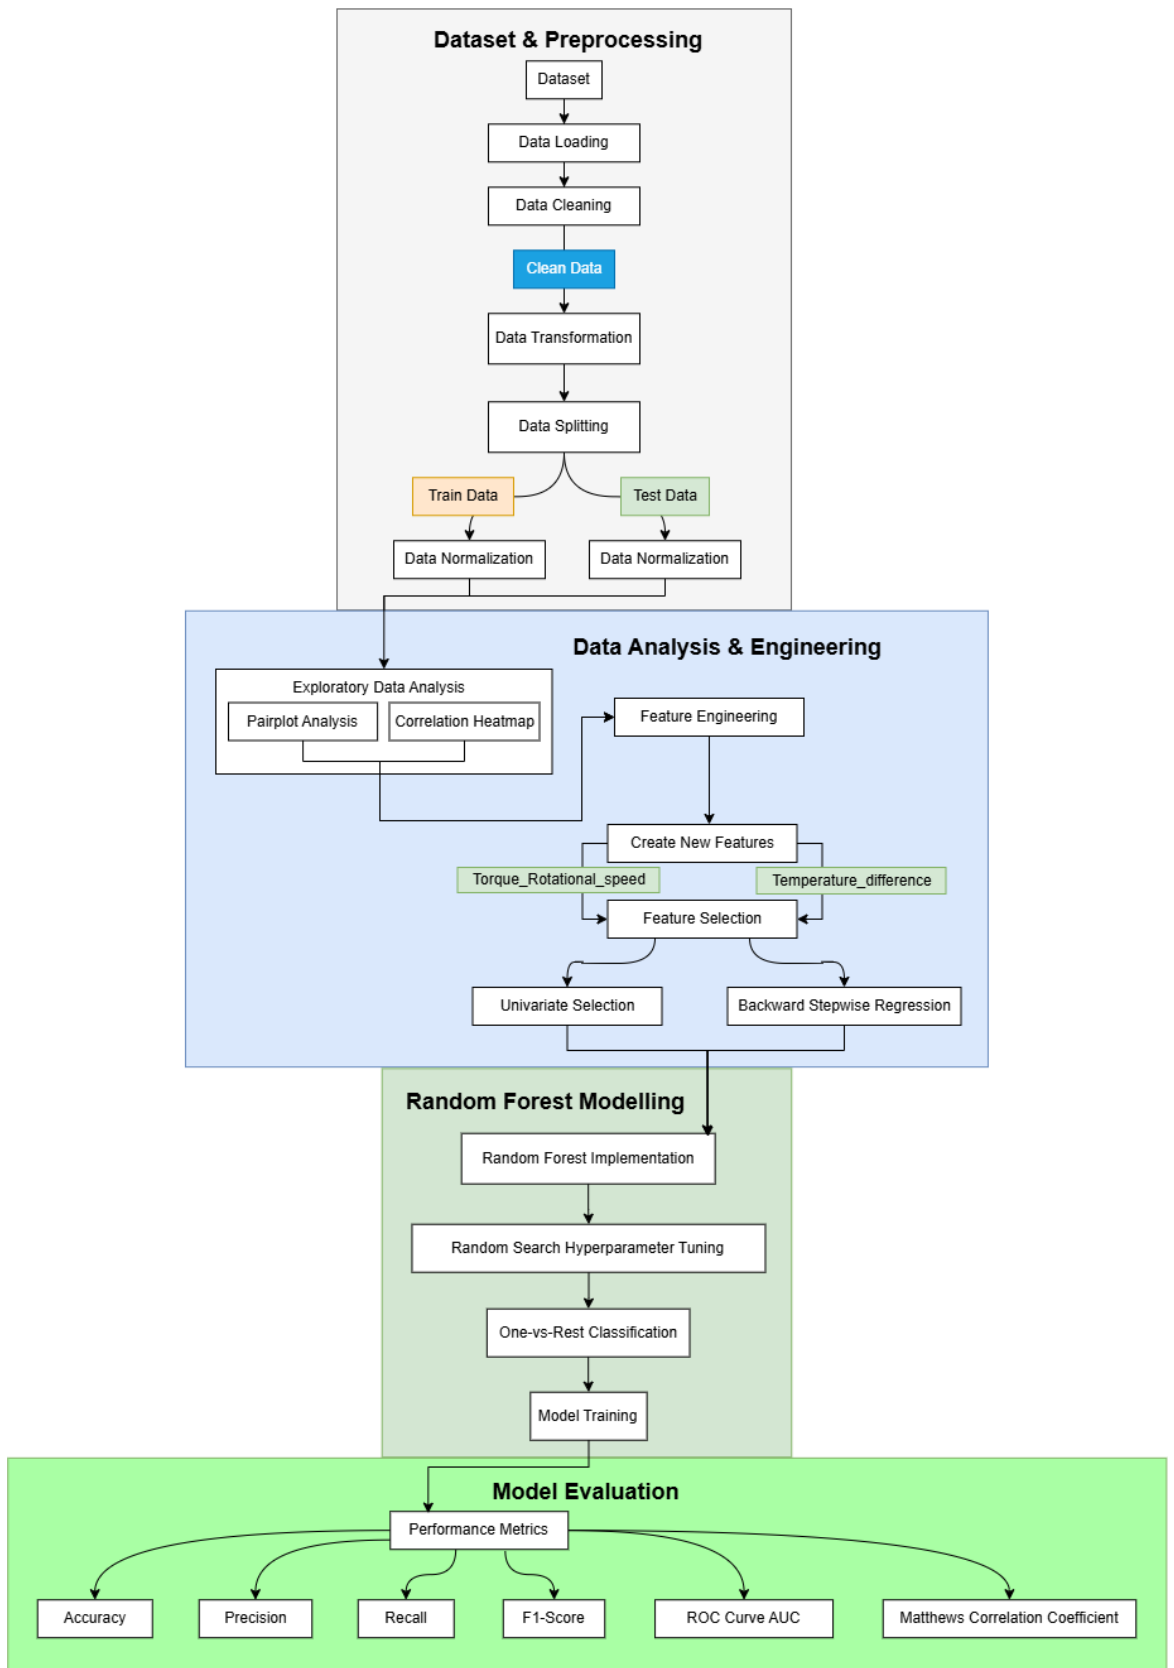 Dataset & Preprocessing
Dataset
Data Loading
Data Cleaning
Clean Data
Data Transformation
Data Splitting
Train Data
Test Data
Data Normalization
Data Normalization
Data Analysis & Engineering
Exploratory Data Analysis
Pairplot Analysis
Correlation Heatmap
Feature Engineering
Create New Features
Torque_Rotational_speed
Temperature_difference
Feature Selection
Univariate Selection
Backward Stepwise Regression
Random Forest Modelling
Random Forest Implementation
Random Search Hyperparameter Tuning
One-vs-Rest Classification
Model Training
Model Evaluation
Performance Metrics
Accuracy
Precision
Recall
F1-Score
ROC Curve AUC
Matthews Correlation Coefficient